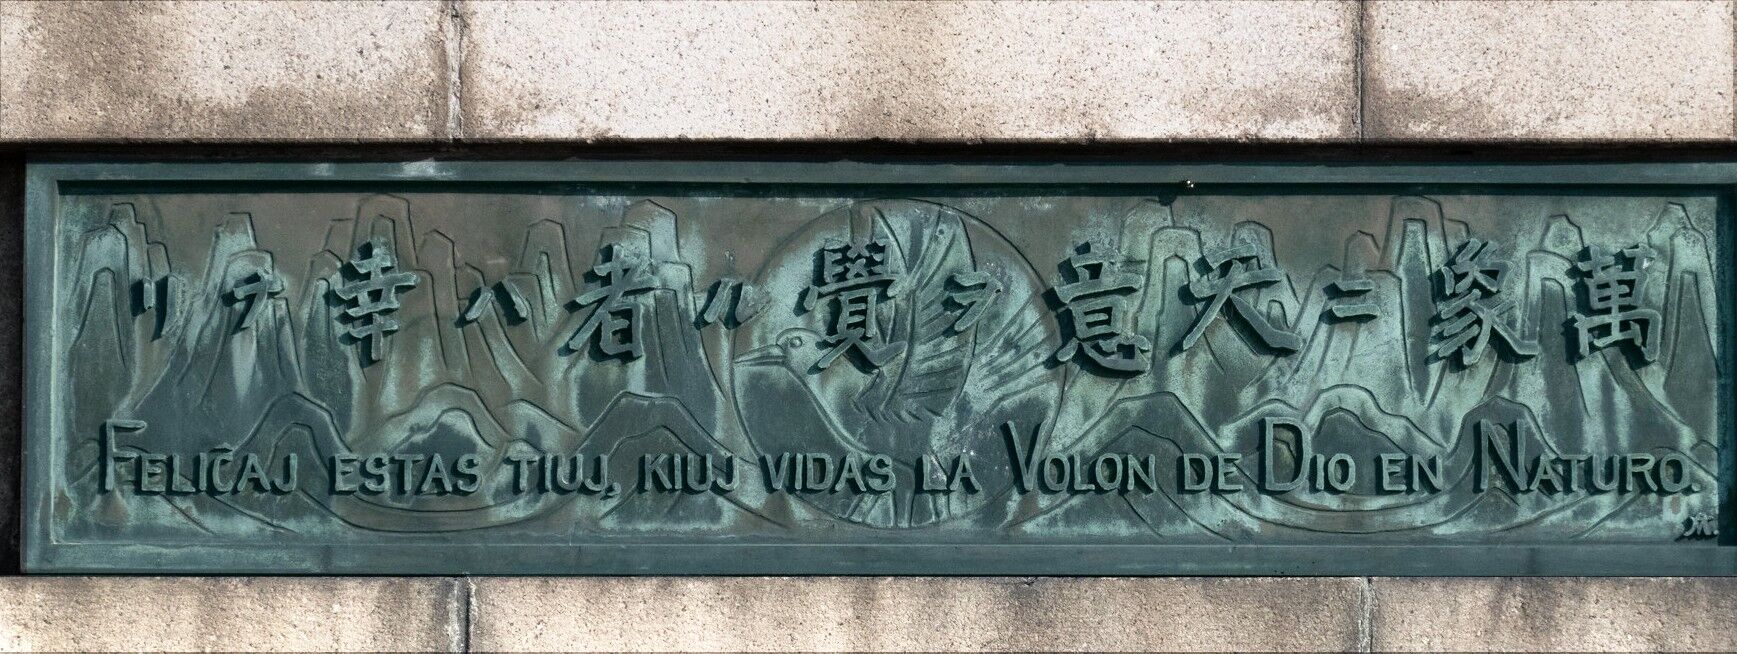 萬象ニ天意ヲ覺ル者ハ幸ナリ
FELIĈAJ ESTAS TIUJ, KIUJ VIDAS LA VOLON DE DIO EN NATURO.